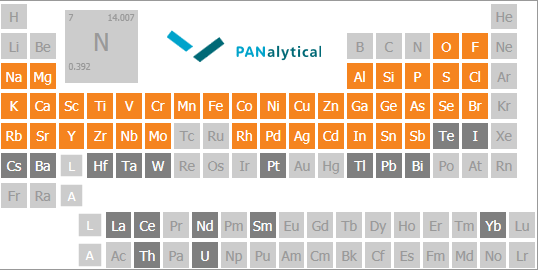 H He
7 14.007
N
0.392
PANalytical
Li Be B C N O F Ne
Na Mg Al Si P S Cl Ar
K Ca Sc Ti V Cr Mn Fe Co Ni Cu Zn Ga Ge As Se Br Kr
Rb Sr Y Zr Nb Mo Tc Ru Rh Pd Ag Cd In Sn Sb Te I Xe
Cs Ba L Hf Ta W Re Os Ir Pt Au Hg Tl Pb Bi Po At Rn
Fr Ra A
L La Ce Pr Nd Pm Sm Eu Gd Tb Dy Ho Er Tm Yb Lu
A Ac Th Pa U Np Pu Am Cm Bk Cf Es Fm Md No Lr